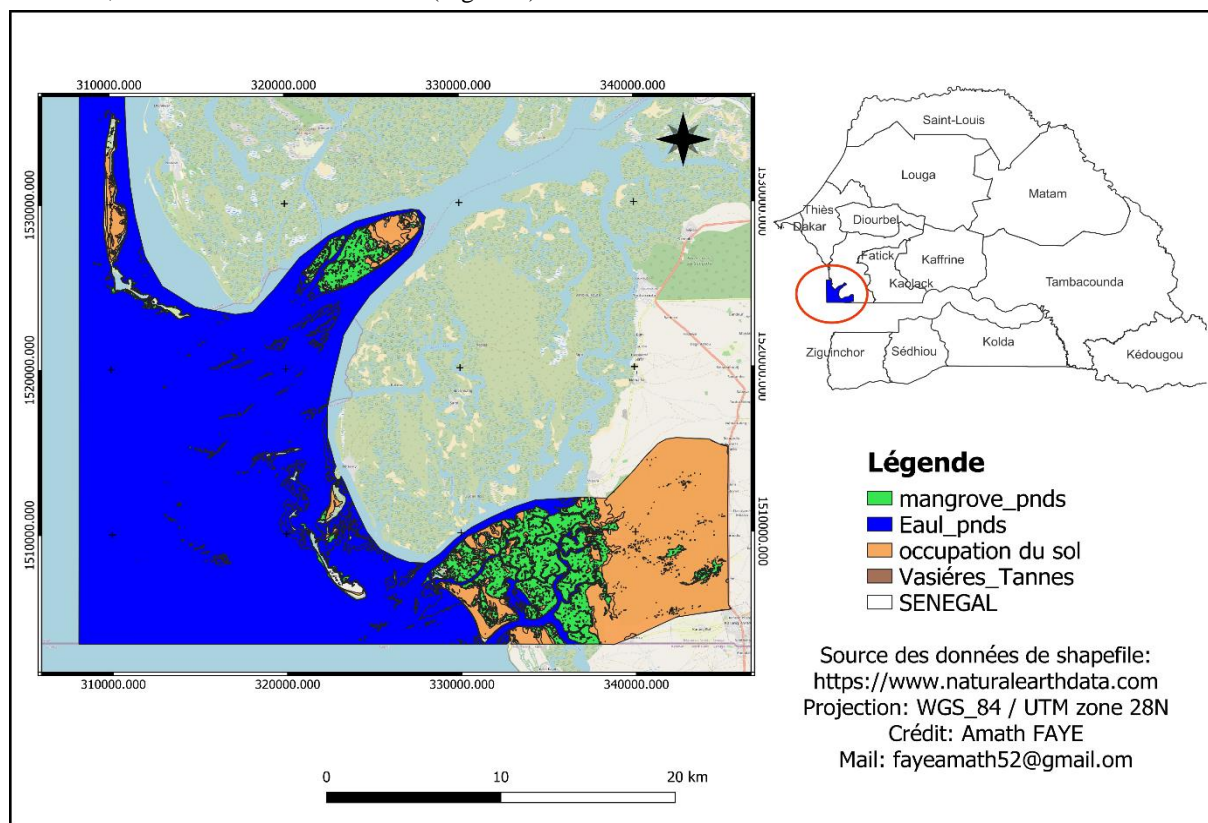 310000.000 320000.000 330000.000 340000.000
1530000.000 1530000.000
1520000.000 1520000.000
1510000.000 1510000.000
310000.000 320000.000 330000.000 340000.000
0 10 20 km
Saint-Louis
Louga
Matam
Thiès
Dakar
Diourbel
Fatick
Kaffrine
Kaolack
Tambacounda
Ziguinchor
Sédhiou
Kolda
Kédougou
Légende
mangrove_pnds
Eaul_pnds
occupation du sol
Vasiéres_Tannes
SENEGAL
Source des données de shapefile:
https://www.naturalearthdata.com
Projection: WGS_84 / UTM zone 28N
Crédit: Amath FAYE
Mail: fayeamath52@gmail.om